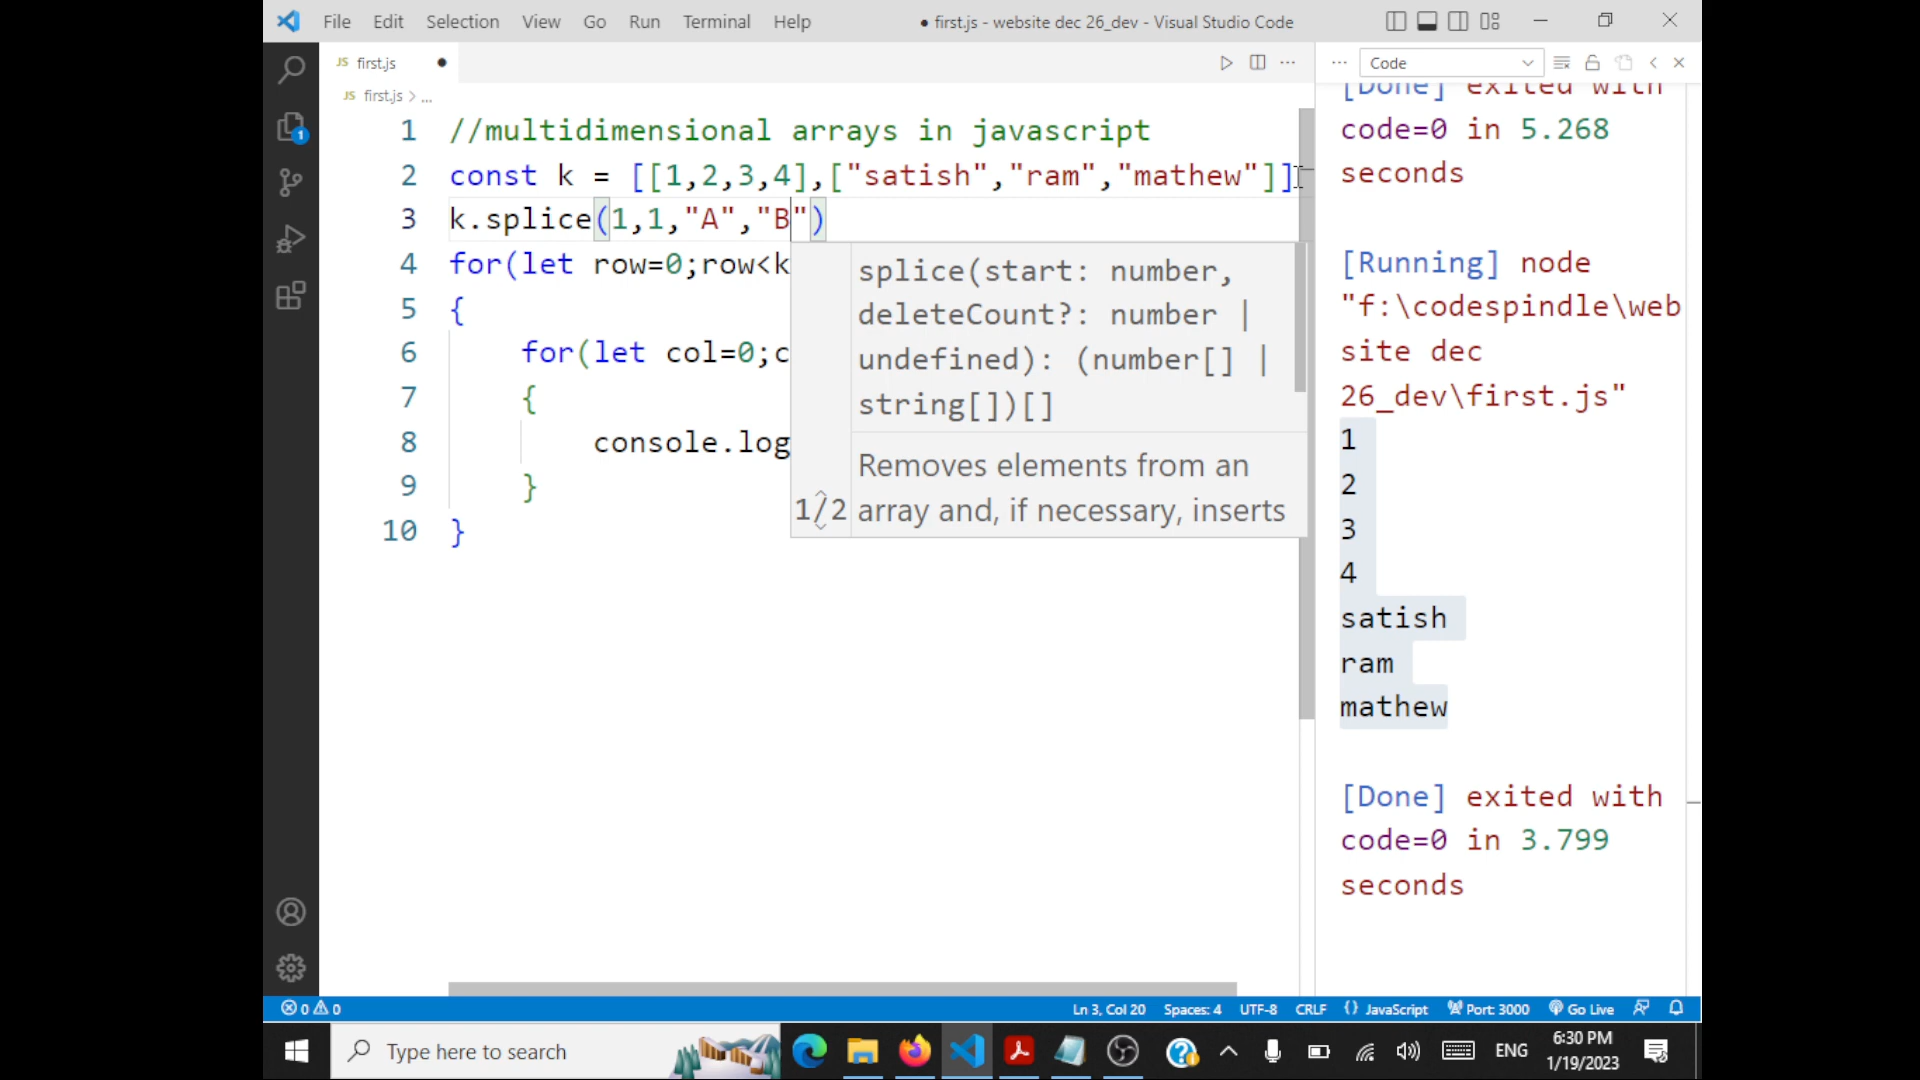 File Edit Selection View Go Run Terminal Help ● first.js - website dec 26_dev - Visual Studio Code
JS first.js ●
JS first.js > ...
1 //multidimensional arrays in javascript
2 const k = [[1,2,3,4],["satish","ram","mathew"]]
3 k.splice(1,1,"A","B")
4 for(let row=0;row<k
5 {
6 for(let col=0;c
7 {
8 console.log
9 }
10 }
splice(start: number,
deleteCount?: number |
undefined): (number[] |
string[])[]
Removes elements from an
1/2 array and, if necessary, inserts
Code
[Done] exited with
code=0 in 5.268
seconds
[Running] node
"f:\codespindle\web
site dec
26_dev\first.js"
1
2
3
4
satish
ram
mathew
[Done] exited with
code=0 in 3.799
seconds
1
0 0 Ln 3, Col 20 Spaces: 4 UTF-8 CRLF {} JavaScript Port: 3000 Go Live
Type here to search
ENG 6:30 PM
1/19/2023